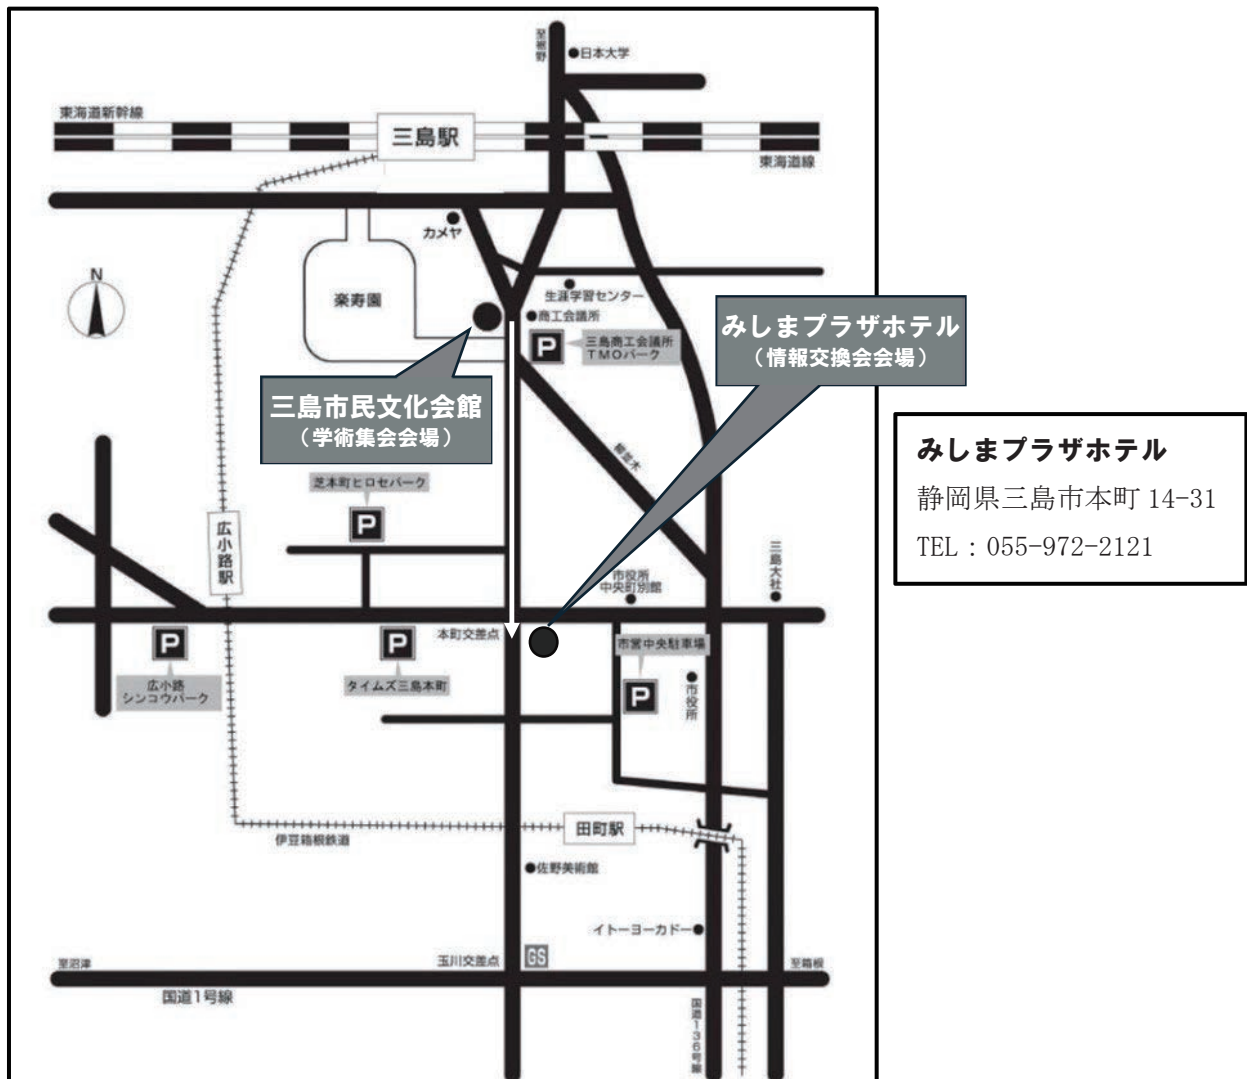 至裾野
日本大学
東海道新幹線
三島駅
東海道線
カメヤ
N
楽寿園
生涯学習センター
商工会議所
P
三島商工会議所
TMOパーク
みしまプラザホテル
（情報交換会会場）
三島市民文化会館
（学術集会会場）
柳並木
芝本町ヒロセパーク
P
広小路駅
市役所
中央町別館
三島大社
本町交差点
P
広小路
シンコウパーク
P
タイムズ三島本町
市営中央駐車場
P
市役所
田町駅
伊豆箱根鉄道
佐野美術館
イトーヨーカドー
至沼津
玉川交差点
GS
至箱根
国道1号線
国道136号線
みしまプラザホテル
静岡県三島市本町 14-31
TEL：055-972-2121